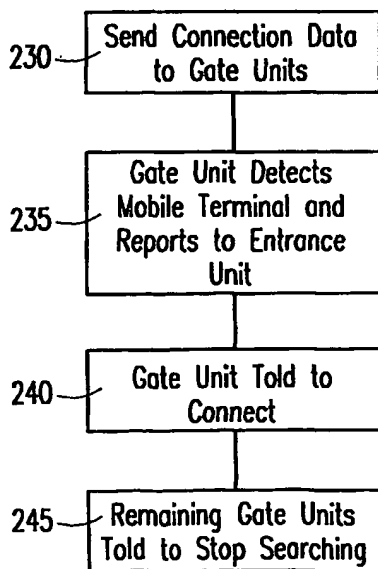 230
Send Connection Data
to Gate Units
235
Gate Unit Detects
Mobile Terminal and
Reports to Entrance
Unit
240
Gate Unit Told to
Connect
245
Remaining Gate Units
Told to Stop Searching